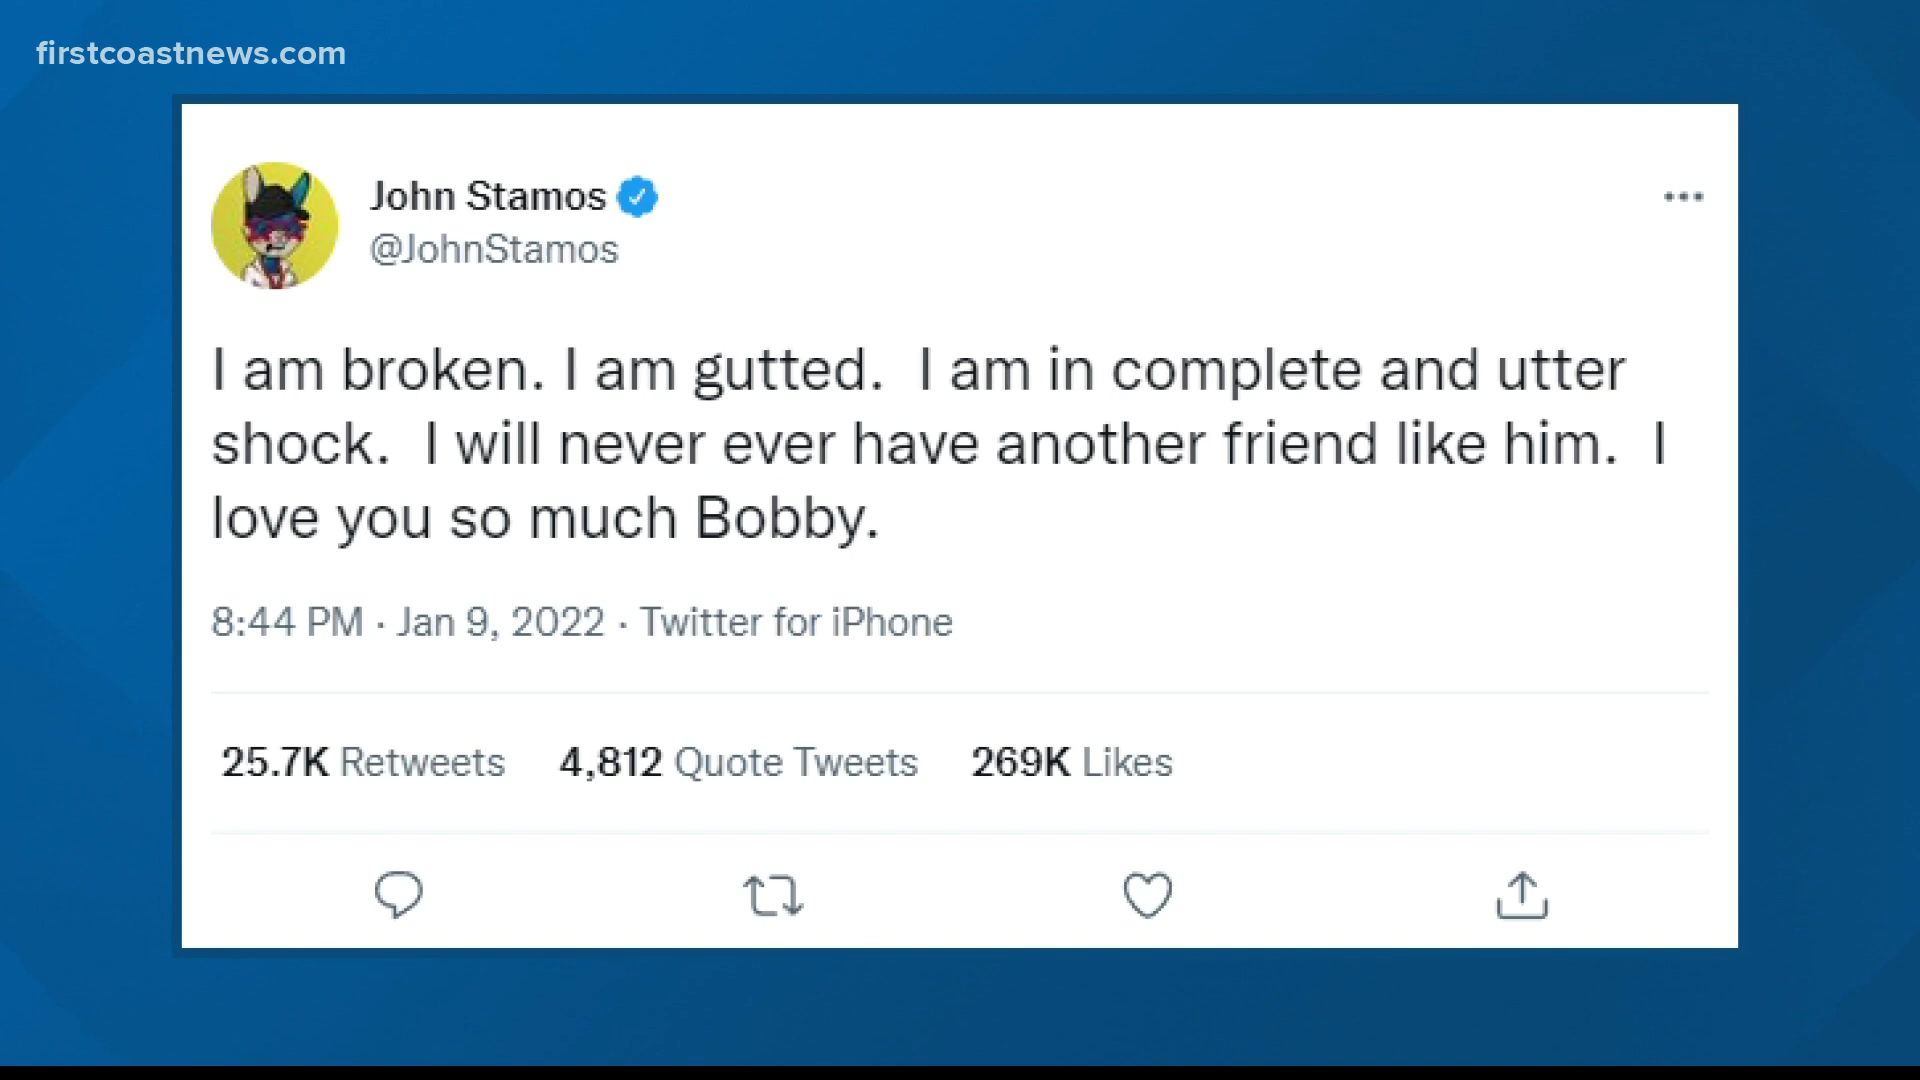 firstcoastnews.com
John Stamos
@JohnStamos
I am broken. I am gutted.  I am in complete and utter
shock.  I will never ever have another friend like him.  I
love you so much Bobby.
8:44 PM · Jan 9, 2022 · Twitter for iPhone
25.7K Retweets 4,812 Quote Tweets 269K Likes